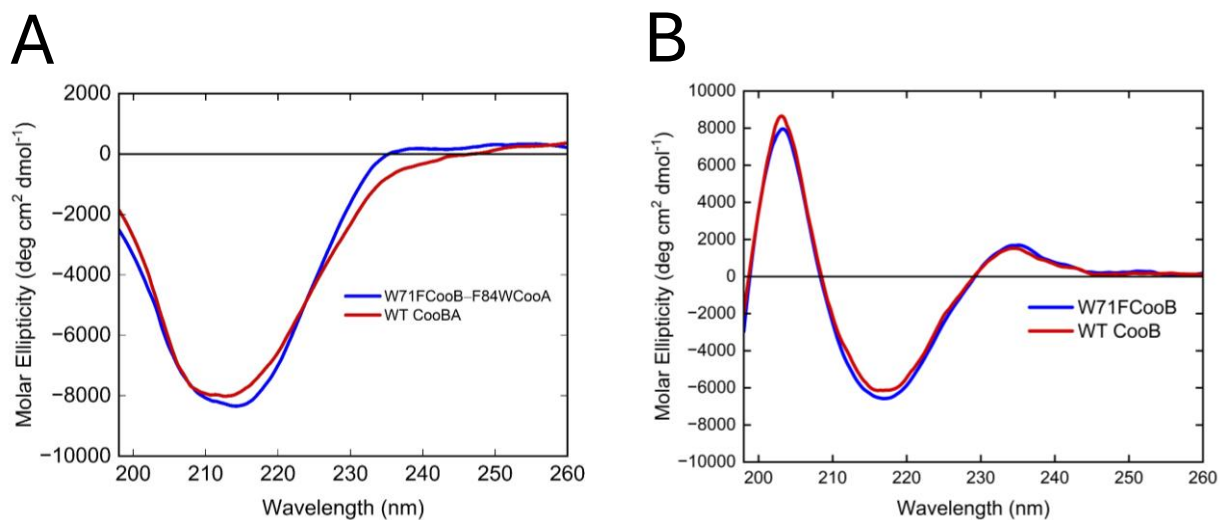 A
2000
0
−2000
−4000
−6000
−8000
−10000
200 210 220 230 240 250 260
Wavelength (nm)
Molar Ellipticity (deg cm² dmol⁻¹)
W71FCooB–F84WCooA
WT CooBA
B
10000
8000
6000
4000
2000
0
−2000
−4000
−6000
−8000
−10000
200 210 220 230 240 250 260
Wavelength (nm)
Molar Ellipticity (deg cm² dmol⁻¹)
W71FCooB
WT CooB